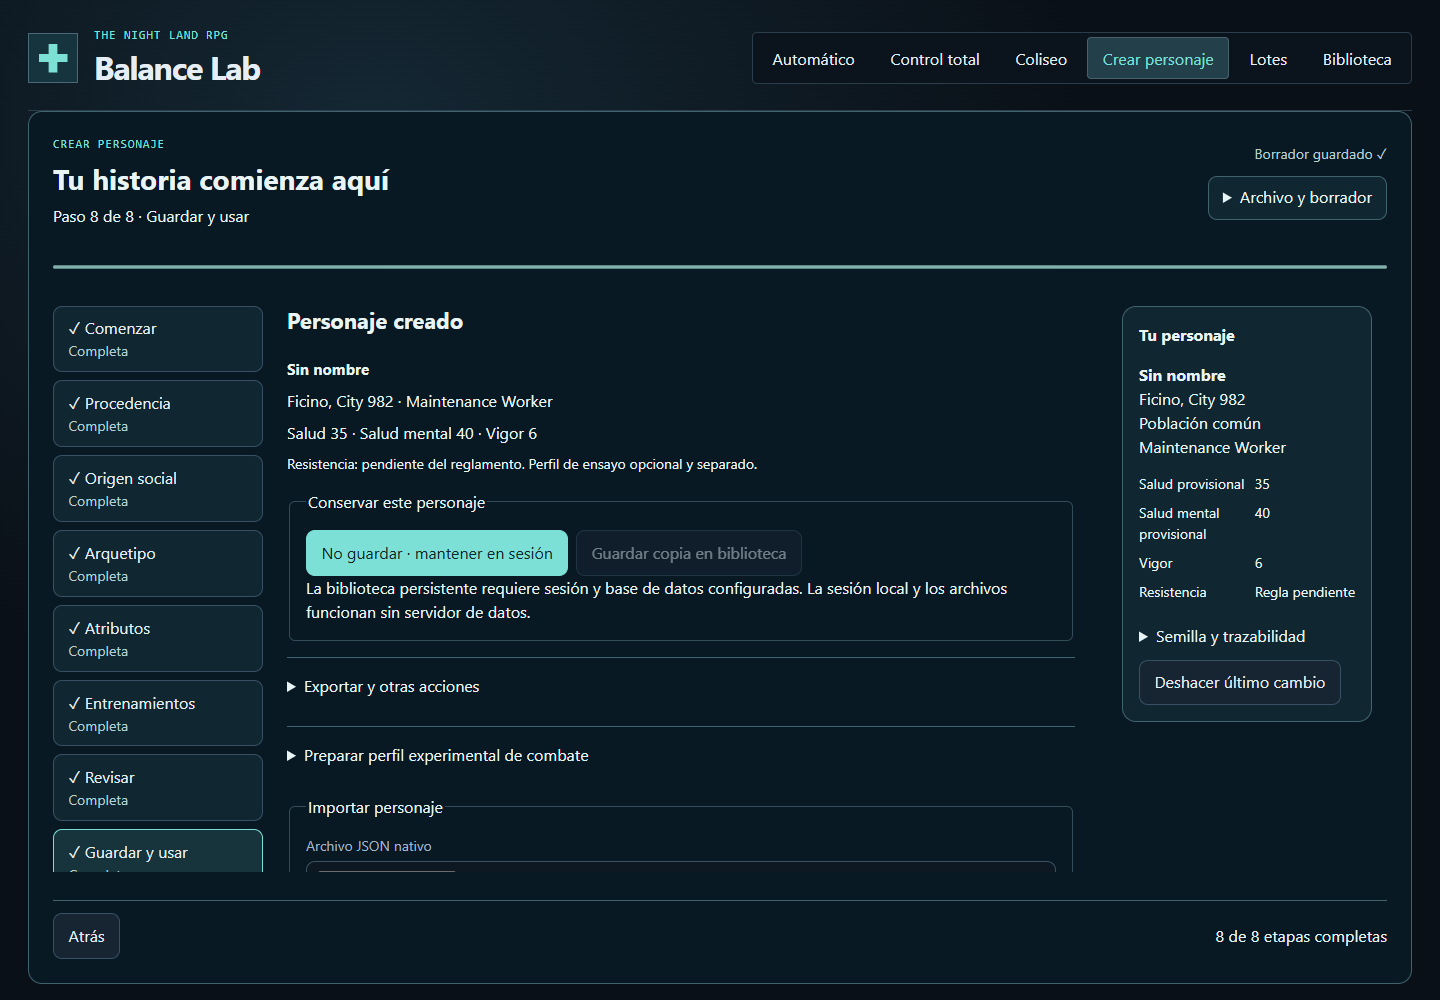 THE NIGHT LAND RPG
Balance Lab
Automático
Control total
Coliseo
Crear personaje
Lotes
Biblioteca
CREAR PERSONAJE
Tu historia comienza aquí
Paso 8 de 8 · Guardar y usar
Borrador guardado ✓
▶ Archivo y borrador
✓ Comenzar
Completa
✓ Procedencia
Completa
✓ Origen social
Completa
✓ Arquetipo
Completa
✓ Atributos
Completa
✓ Entrenamientos
Completa
✓ Revisar
Completa
✓ Guardar y usar
Personaje creado
Sin nombre
Ficino, City 982 · Maintenance Worker
Salud 35 · Salud mental 40 · Vigor 6
Resistencia: pendiente del reglamento. Perfil de ensayo opcional y separado.
Conservar este personaje
No guardar · mantener en sesión
Guardar copia en biblioteca
La biblioteca persistente requiere sesión y base de datos configuradas. La sesión local y los archivos
funcionan sin servidor de datos.
▶ Exportar y otras acciones
▶ Preparar perfil experimental de combate
Importar personaje
Archivo JSON nativo
Tu personaje
Sin nombre
Ficino, City 982
Población común
Maintenance Worker
Salud provisional 35
Salud mental 40
provisional
Vigor 6
Resistencia Regla pendiente
▶ Semilla y trazabilidad
Deshacer último cambio
Atrás
8 de 8 etapas completas